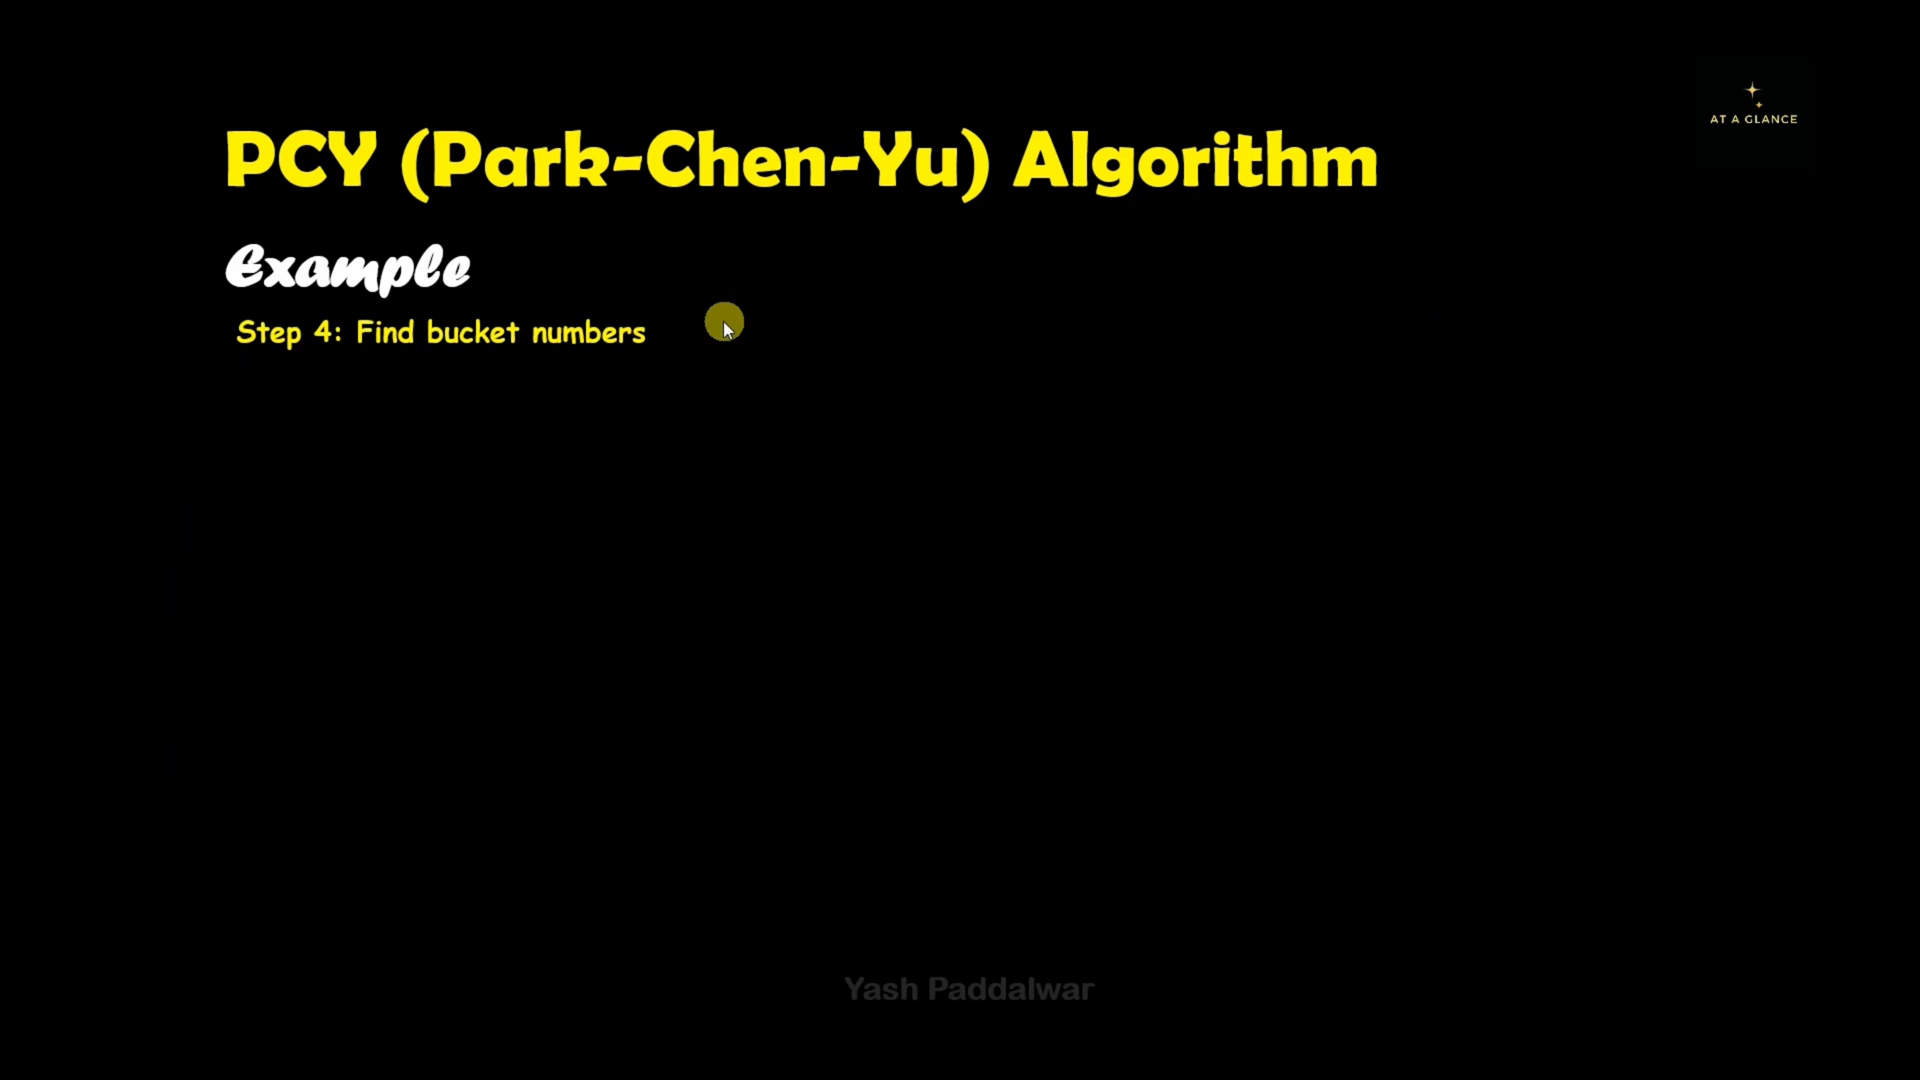 AT A GLANCE
PCY (Park-Chen-Yu) Algorithm
Example
Step 4: Find bucket numbers
Yash Paddalwar